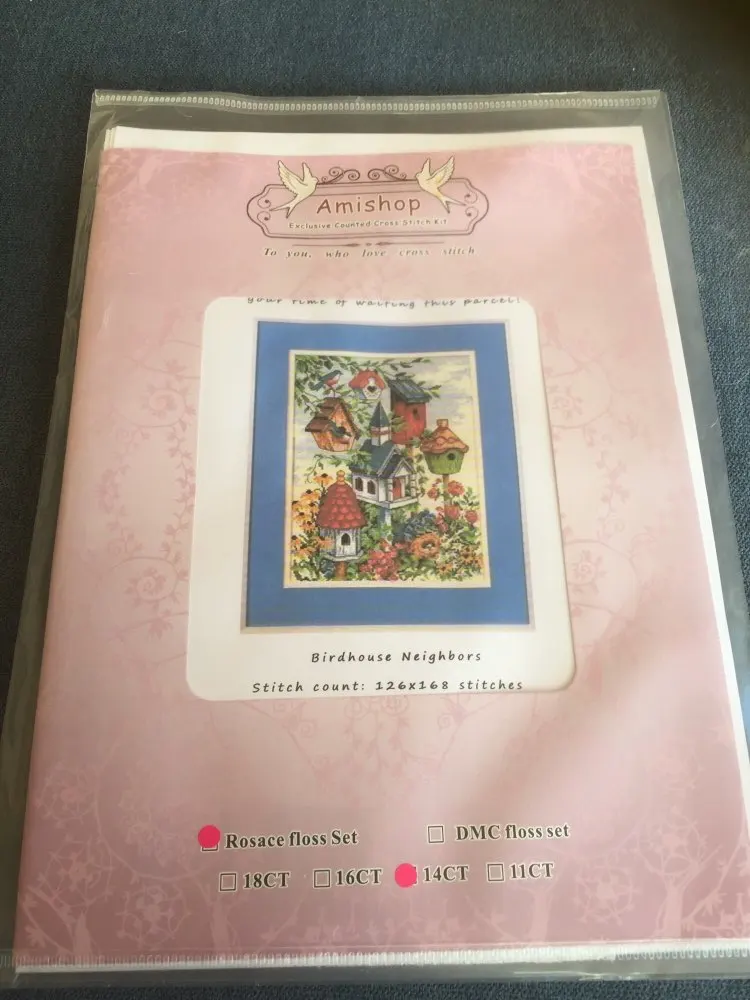 Amishop
Exclusive Counted Cross Stitch Kit
To you, who love cross stitch
your time of waiting this parcel!
Birdhouse Neighbors
Stitch count: 126x168 stitches
Rosace floss Set DMC floss set
18CT 16CT 14CT 11CT